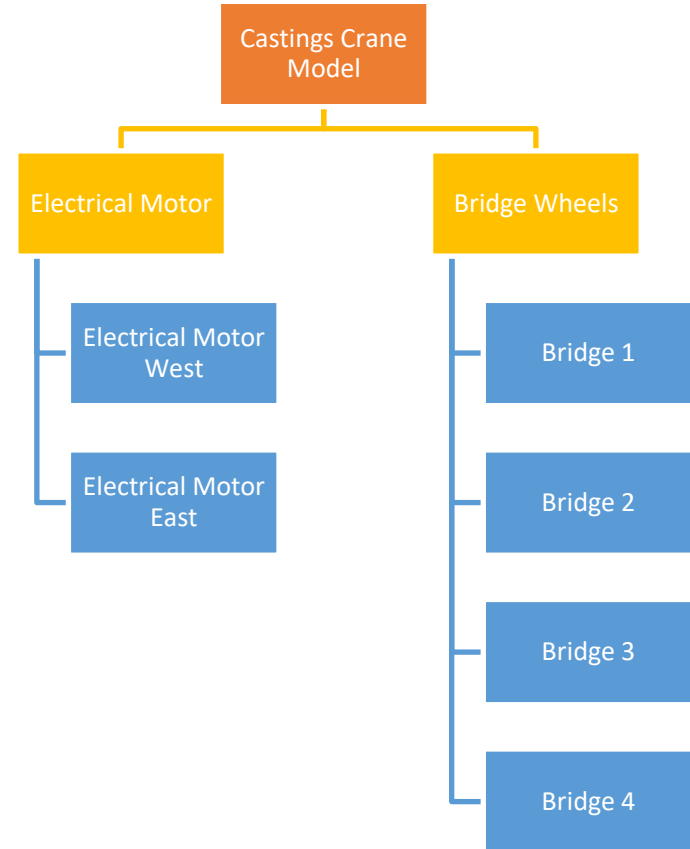 Castings Crane
Model
Electrical Motor
Bridge Wheels
Electrical Motor
West
Bridge 1
Electrical Motor
East
Bridge 2
Bridge 3
Bridge 4